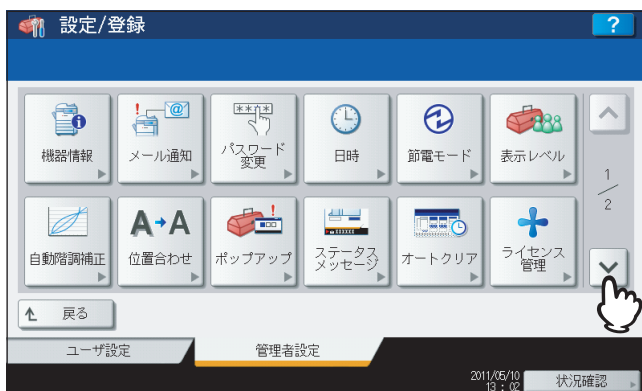 設定/登録
?
機器情報
メール通知
パスワード
変更
日時
節電モード
表示レベル
1
/
2
自動階調補正
A→A
位置合わせ
ポップアップ
ステータス
メッセージ
オートクリア
ライセンス
管理
戻る
ユーザ設定
管理者設定
2011/05/10
13 : 02
状況確認